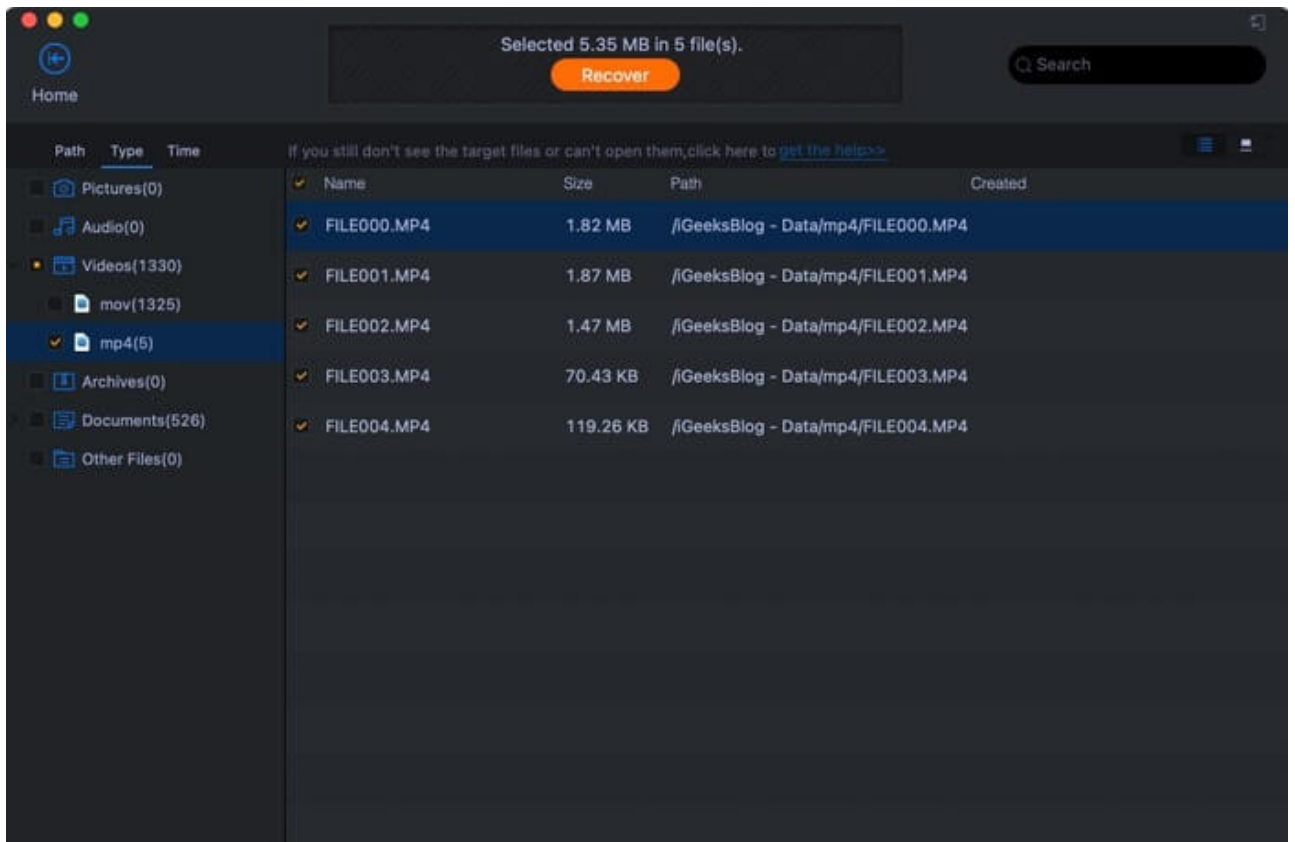 Selected 5.35 MB in 5 file(s).
Recover
Search
Home
Path Type Time
If you still don't see the target files or can't open them,click here to get the help>>
Name Size Path Created
Pictures(0)
Audio(0)
Videos(1330)
mov(1325)
mp4(5)
Archives(0)
Documents(526)
Other Files(0)
FILE000.MP4 1.82 MB /iGeeksBlog - Data/mp4/FILE000.MP4
FILE001.MP4 1.87 MB /iGeeksBlog - Data/mp4/FILE001.MP4
FILE002.MP4 1.47 MB /iGeeksBlog - Data/mp4/FILE002.MP4
FILE003.MP4 70.43 KB /iGeeksBlog - Data/mp4/FILE003.MP4
FILE004.MP4 119.26 KB /iGeeksBlog - Data/mp4/FILE004.MP4